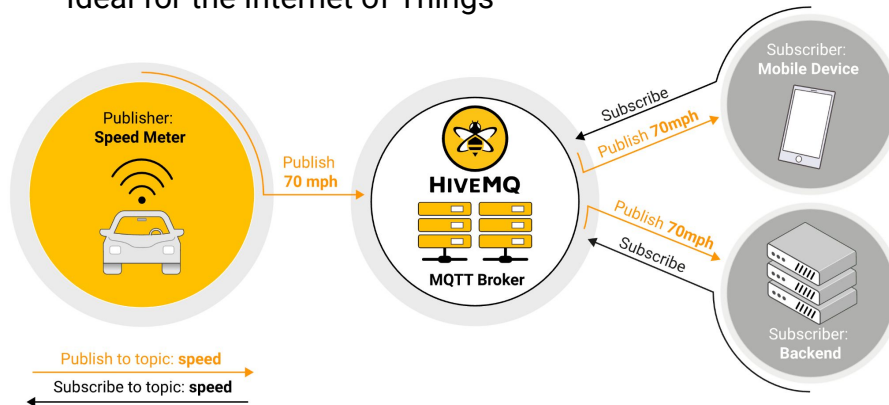 Ideal for the Internet of Things
Publisher:
Speed Meter
Publish
70 mph
HIVEMQ
MQTT Broker
Subscribe
Publish 70mph
Subscriber:
Mobile Device
Publish 70mph
Subscribe
Subscriber:
Backend
Publish to topic: speed
Subscribe to topic: speed